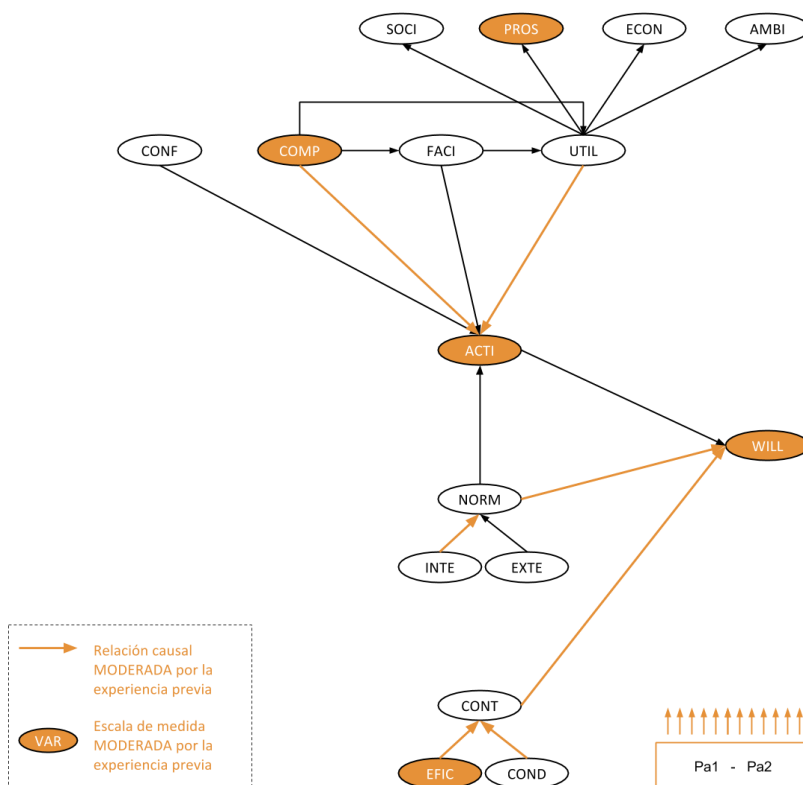 SOCI
PROS
ECON
AMBI
CONF
COMP
FACI
UTIL
ACTI
WILL
NORM
INTE
EXTE
Relación causal
MODERADA por la
experiencia previa
VAR
Escala de medida
MODERADA por la
experiencia previa
CONT
EFIC
COND
Pa1 - Pa2